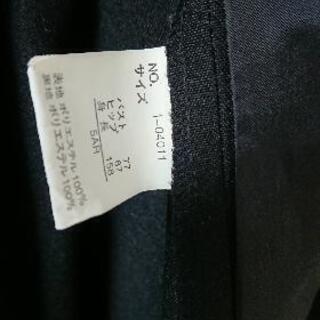 NO. 1-04011
サイズ
バスト 77
ヒップ 87
身長 158
5AR
表地 ポリエステル100%
裏地 ポリエステル100%